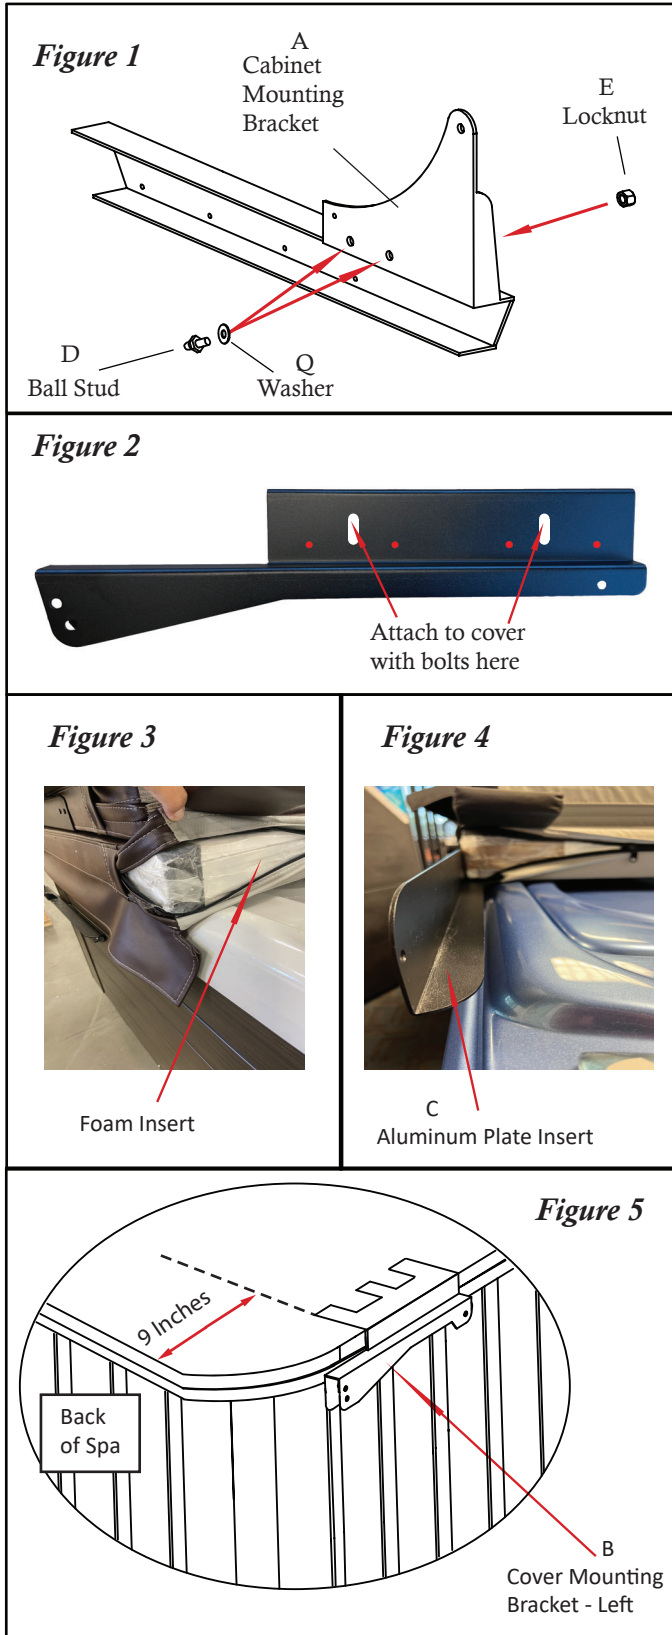 Figure 1
A
Cabinet
Mounting
Bracket
E
Locknut
D
Ball Stud
Q
Washer
Figure 2
Attach to cover
with bolts here
Figure 3
Foam Insert
Figure 4
C
Aluminum Plate Insert
Figure 5
9 Inches
Back
of Spa
B
Cover Mounting
Bracket - Left